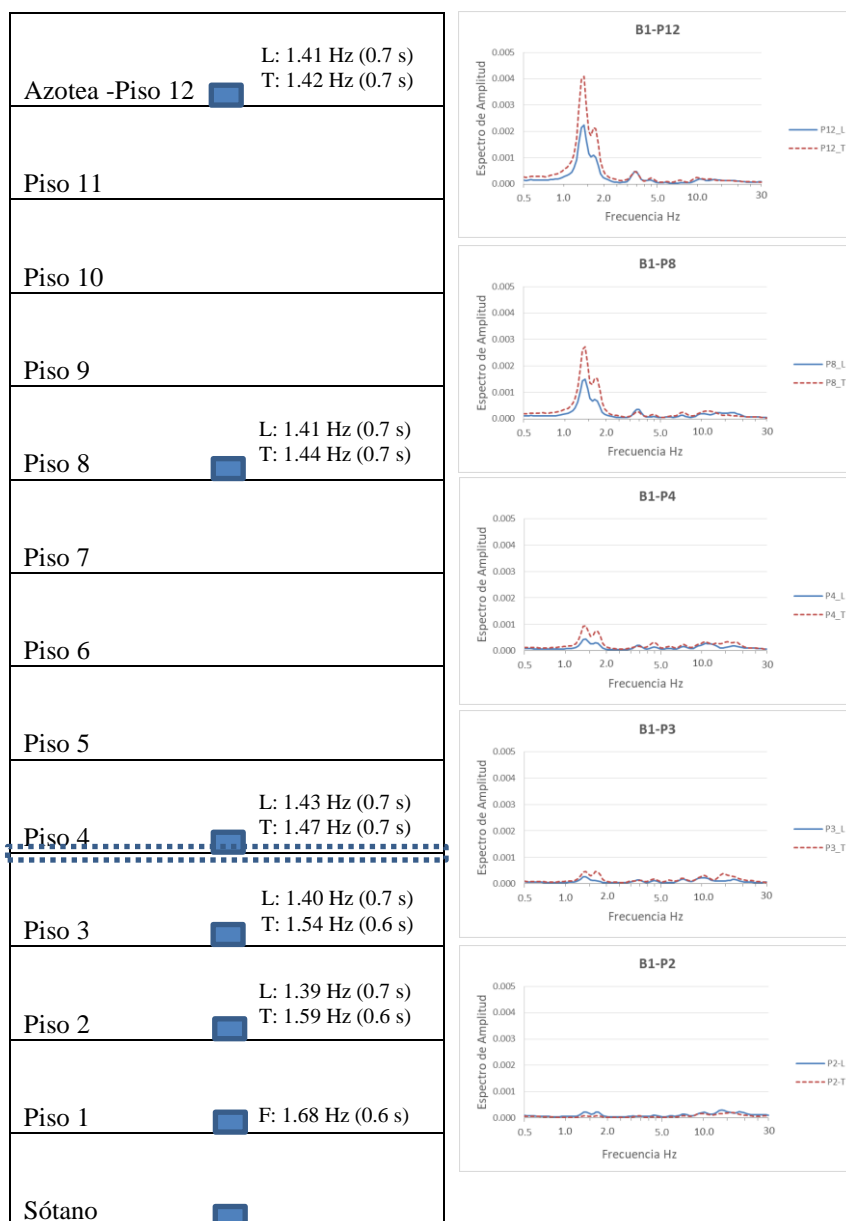 L: 1.41 Hz (0.7 s)
T: 1.42 Hz (0.7 s)
Azotea -Piso 12
Piso 11
Piso 10
Piso 9
L: 1.41 Hz (0.7 s)
T: 1.44 Hz (0.7 s)
Piso 8
Piso 7
Piso 6
Piso 5
L: 1.43 Hz (0.7 s)
T: 1.47 Hz (0.7 s)
Piso 4
L: 1.40 Hz (0.7 s)
T: 1.54 Hz (0.6 s)
Piso 3
L: 1.39 Hz (0.7 s)
T: 1.59 Hz (0.6 s)
Piso 2
F: 1.68 Hz (0.6 s)
Piso 1
Sótano
B1-P12
Espectro de Amplitud
0.005
0.004
0.003
0.002
0.001
0.000
0.5 1.0 2.0 5.0 10.0 30
Frecuencia Hz
P12_L
P12_T
B1-P8
Espectro de Amplitud
0.005
0.004
0.003
0.002
0.001
0.000
0.5 1.0 2.0 5.0 10.0 30
Frecuencia Hz
P8_L
P8_T
B1-P4
Espectro de Amplitud
0.005
0.004
0.003
0.002
0.001
0.000
0.5 1.0 2.0 5.0 10.0 30
Frecuencia Hz
P4_L
P4_T
B1-P3
Espectro de Amplitud
0.005
0.004
0.003
0.002
0.001
0.000
0.5 1.0 2.0 5.0 10.0 30
Frecuencia Hz
P3_L
P3_T
B1-P2
Espectro de Amplitud
0.005
0.004
0.003
0.002
0.001
0.000
0.5 1.0 2.0 5.0 10.0 30
Frecuencia Hz
P2-L
P2-T